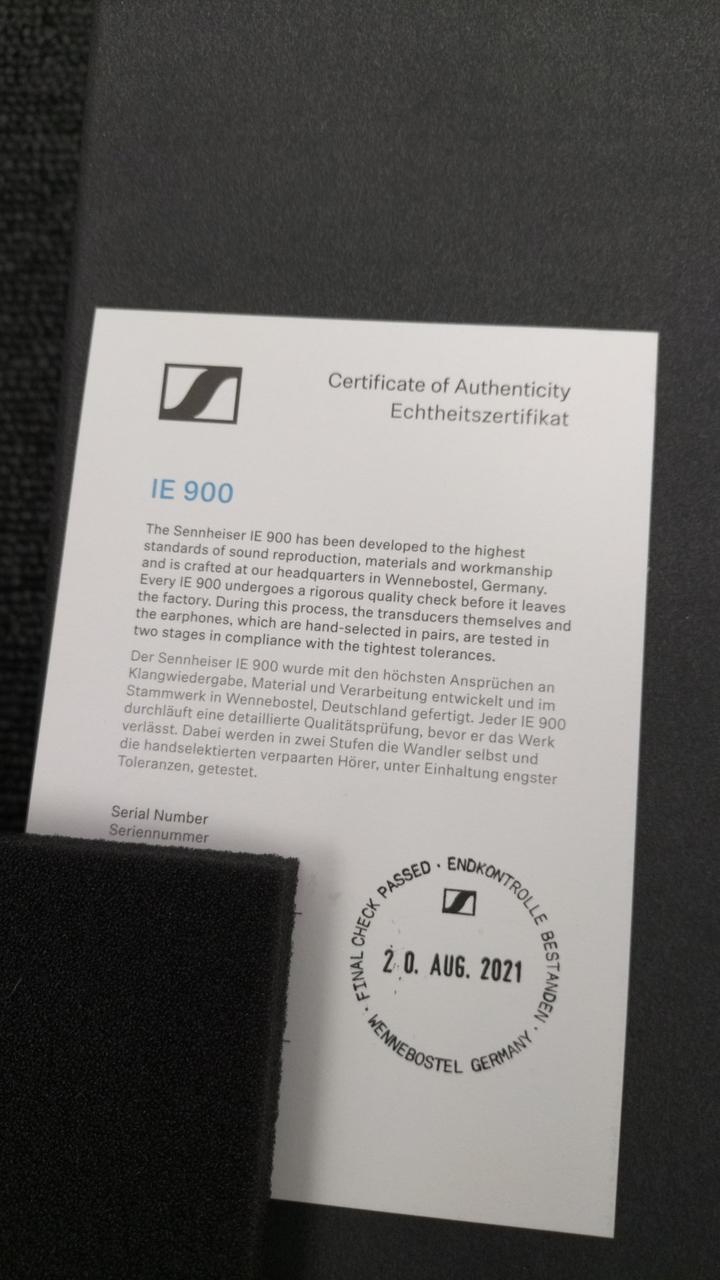 Certificate of Authenticity
Echtheitszertifikat
IE 900
The Sennheiser IE 900 has been developed to the highest
standards of sound reproduction, materials and workmanship
and is crafted at our headquarters in Wennebostel, Germany.
Every IE 900 undergoes a rigorous quality check before it leaves
the factory. During this process, the transducers themselves and
the earphones, which are hand-selected in pairs, are tested in
two stages in compliance with the tightest tolerances.
Der Sennheiser IE 900 wurde mit den höchsten Ansprüchen an
Klangwiedergabe, Material und Verarbeitung entwickelt und im
Stammwerk in Wennebostel, Deutschland gefertigt. Jeder IE 900
durchläuft eine detaillierte Qualitätsprüfung, bevor er das Werk
verlässt. Dabei werden in zwei Stufen die Wandler selbst und
die handselektierten verpaarten Hörer, unter Einhaltung engster
Toleranzen, getestet.
Serial Number
Seriennummer
· FINAL CHECK PASSED · ENDKONTROLLE BESTANDEN ·
2 0. AUG. 2021
WENNEBOSTEL GERMANY